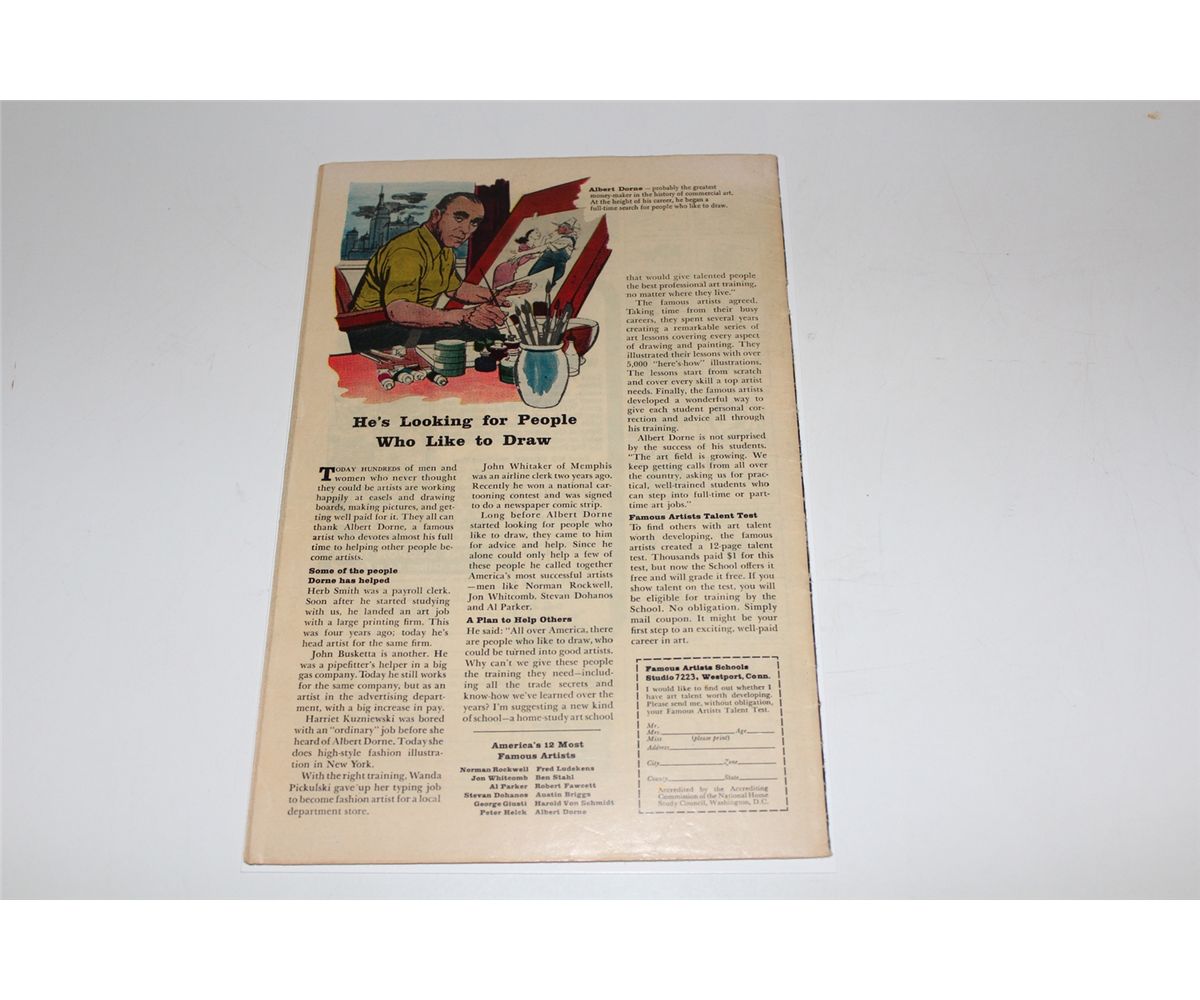 Albert Dorne — probably the greatest
money-maker in the history of commercial art.
At the height of his career, he began a
full-time search for people who like to draw.
He's Looking for People
Who Like to Draw
TODAY HUNDREDS of men and
women who never thought
they could be artists are working
happily at easels and drawing
boards, making pictures, and get-
ting well paid for it. They all can
thank Albert Dorne, a famous
artist who devotes almost his full
time to helping other people be-
come artists.
Some of the people
Dorne has helped
Herb Smith was a payroll clerk.
Soon after he started studying
with us, he landed an art job
with a large printing firm. This
was four years ago; today he's
head artist for the same firm.
John Busketta is another. He
was a pipefitter's helper in a big
gas company. Today he still works
for the same company, but as an
artist in the advertising depart-
ment, with a big increase in pay.
Harriet Kuzniewski was bored
with an "ordinary" job before she
heard of Albert Dorne. Today she
does high-style fashion illustra-
tion in New York.
With the right training, Wanda
Pickulski gave up her typing job
to become fashion artist for a local
department store.
John Whitaker of Memphis
was an airline clerk two years ago.
Recently he won a national car-
tooning contest and was signed
to do a newspaper comic strip.
Long before Albert Dorne
started looking for people who
like to draw, they came to him
for advice and help. Since he
alone could only help a few of
these people he called together
America's most successful artists
—men like Norman Rockwell,
Jon Whitcomb, Stevan Dohanos
and Al Parker.
A Plan to Help Others
He said: "All over America, there
are people who like to draw, who
could be turned into good artists.
Why can't we give these people
the training they need—includ-
ing all the trade secrets and
know-how we've learned over the
years? I'm suggesting a new kind
of school—a home-study art school
America's 12 Most
Famous Artists
Norman Rockwell Fred Ludekens
Jon Whitcomb Ben Stahl
Al Parker Robert Fawcett
Stevan Dohanos Austin Briggs
George Giusti Harold Von Schmidt
Peter Helck Albert Dorne
that would give talented people
the best professional art training,
no matter where they live."
The famous artists agreed.
Taking time from their busy
careers, they spent several years
creating a remarkable series of
art lessons covering every aspect
of drawing and painting. They
illustrated their lessons with over
5,000 "here's-how" illustrations.
The lessons start from scratch
and cover every skill a top artist
needs. Finally, the famous artists
developed a wonderful way to
give each student personal cor-
rection and advice all through
his training.
Albert Dorne is not surprised
by the success of his students.
"The art field is growing. We
keep getting calls from all over
the country, asking us for prac-
tical, well-trained students who
can step into full-time or part-
time art jobs."
Famous Artists Talent Test
To find others with art talent
worth developing, the famous
artists created a 12-page talent
test. Thousands paid $1 for this
test, but now the School offers it
free and will grade it free. If you
show talent on the test, you will
be eligible for training by the
School. No obligation. Simply
mail coupon. It might be your
first step to an exciting, well-paid
career in art.
Famous Artists Schools
Studio 7223, Westport, Conn.
I would like to find out whether I
have art talent worth developing.
Please send me, without obligation,
your Famous Artists Talent Test.
Mr.
Mrs. Age
Miss (please print)
Address
City Zone
County State
Accredited by the Accrediting
Commission of the National Home
Study Council, Washington, D.C.